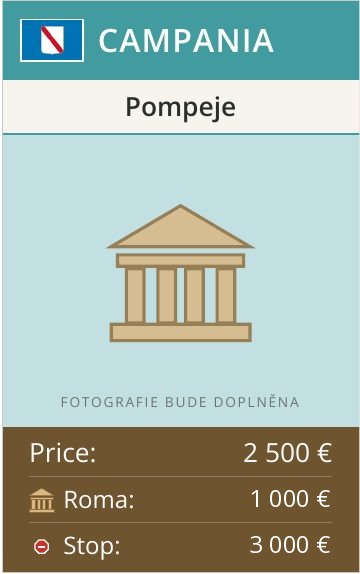 CAMPANIA
Pompeje
FOTOGRAFIE BUDE DOPLNĚNA
Price: 2 500 €
Roma: 1 000 €
Stop: 3 000 €